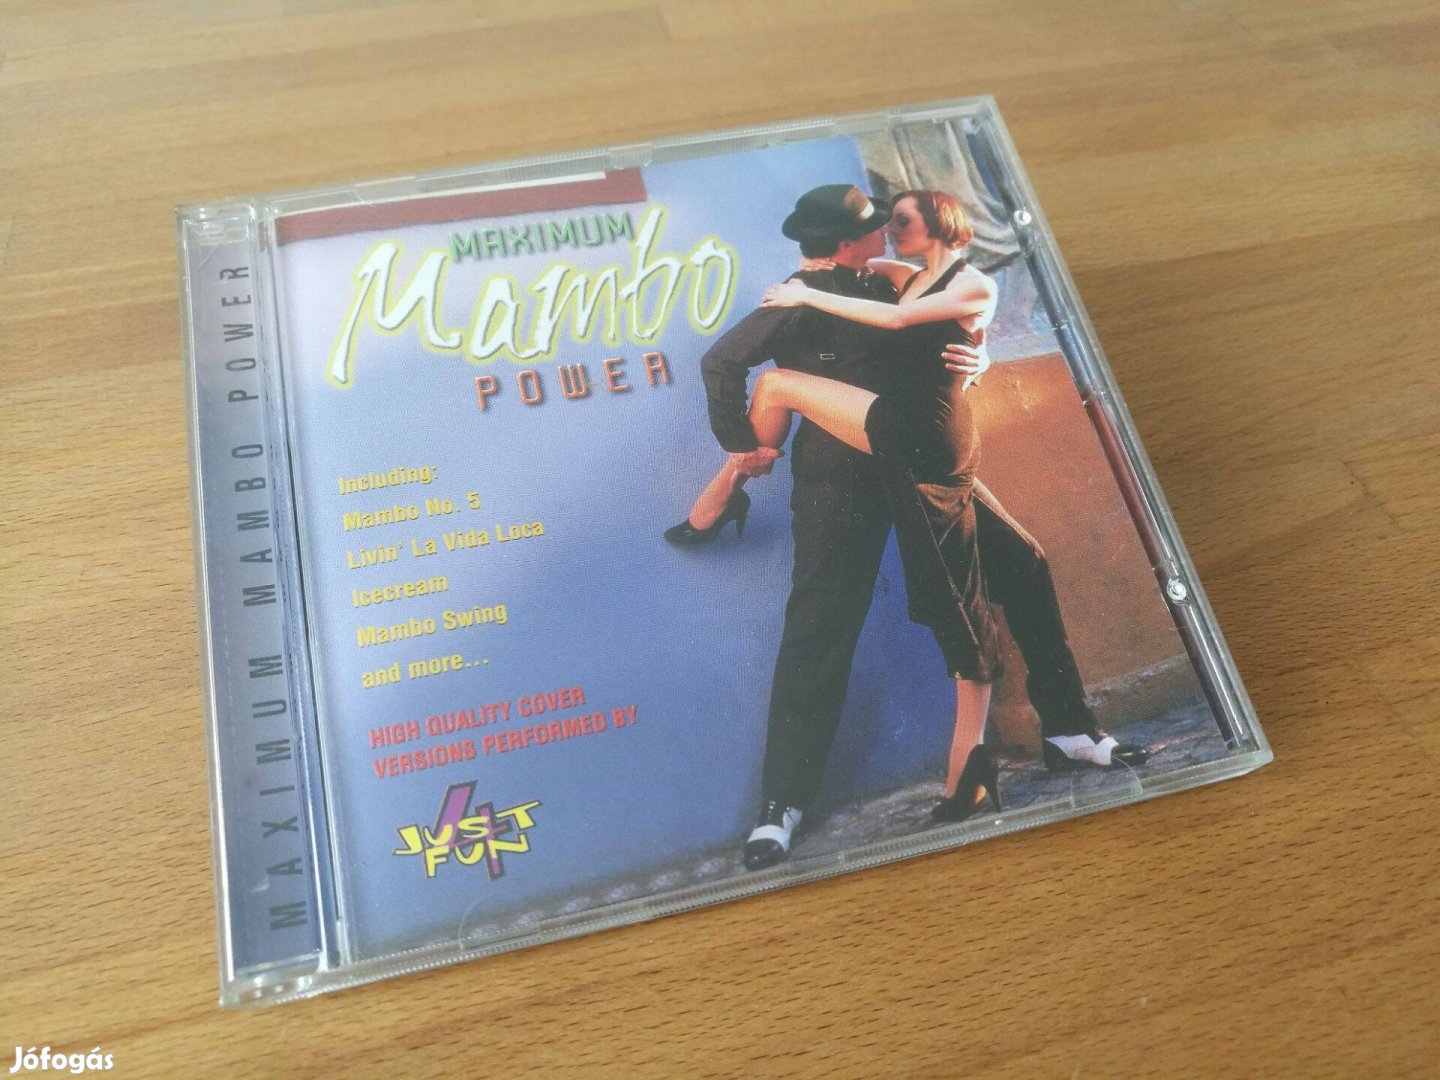 MAXIMUM MAMBO POWER
MAXIMUM
Mambo
POWER
Including:
Mambo No. 5
Livin' La Vida Loca
Icecream
Mambo Swing
and more...
HIGH QUALITY COVER
VERSIONS PERFORMED BY
JUST
4
FUN
Jófogás